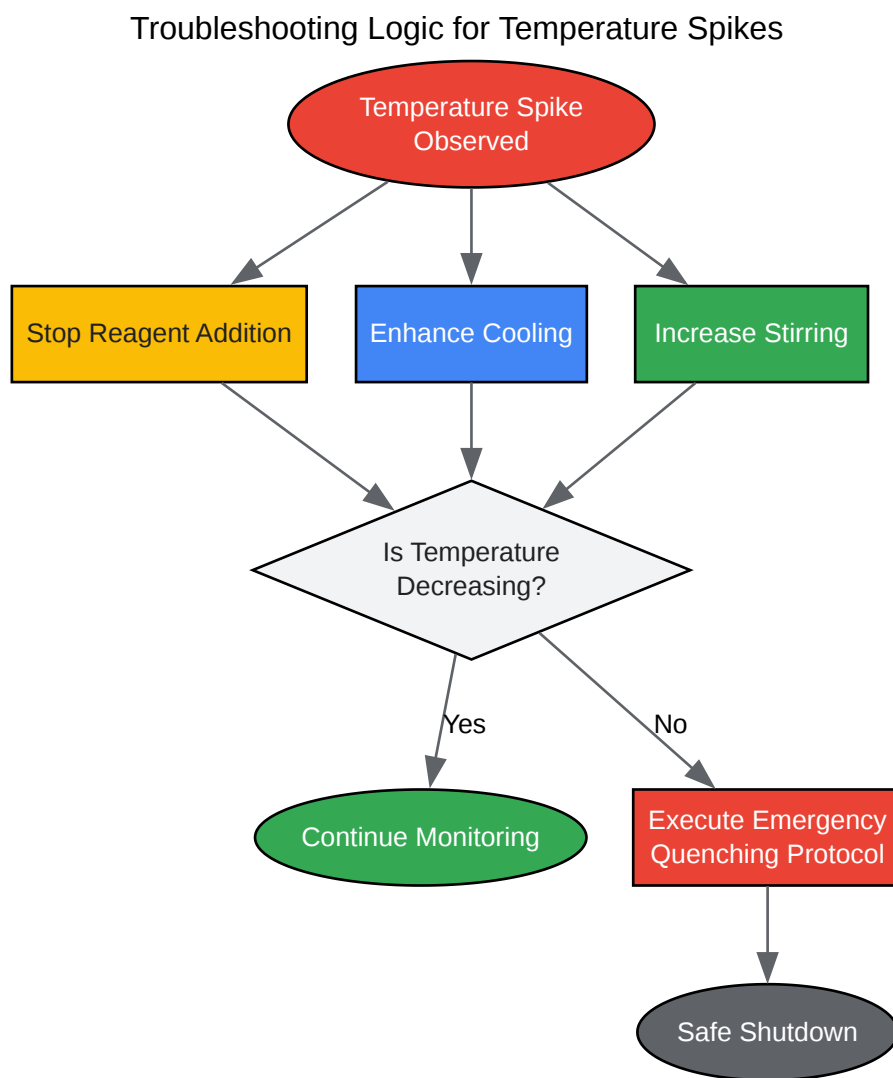 Troubleshooting Logic for Temperature Spikes
Temperature Spike
Observed
Stop Reagent Addition
Enhance Cooling
Increase Stirring
Is Temperature
Decreasing?
Yes
No
Continue Monitoring
Execute Emergency
Quenching Protocol
Safe Shutdown